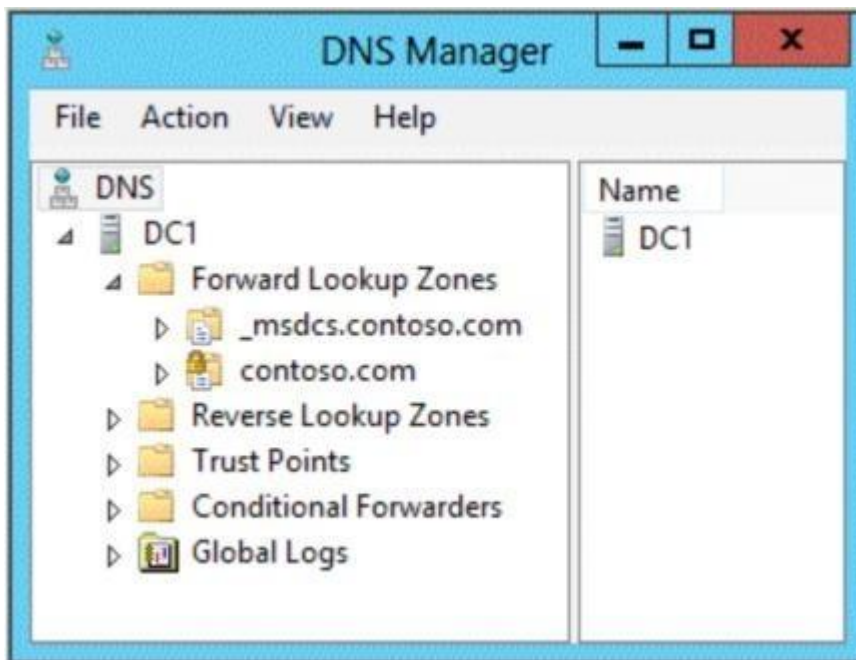 DNS Manager
File Action View Help
DNS
Name
DC1
DC1
Forward Lookup Zones
_msdcs.contoso.com
contoso.com
Reverse Lookup Zones
Trust Points
Conditional Forwarders
Global Logs